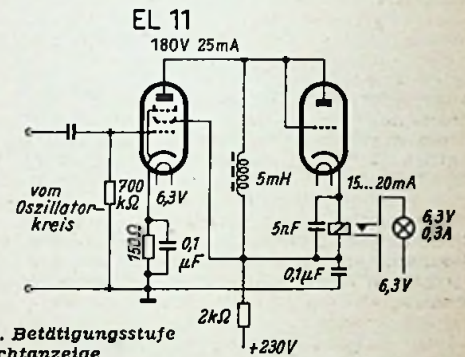 EL 11
180V 25mA
700
kΩ
vom
Oszillator-
kreis
6,3V
150Ω
0,1
μF
5mH
5nF
15...20mA
0,1μF
6,3V
0,3A
6,3V
2kΩ
+230V
. Betätigungsstufe
chtanzeige